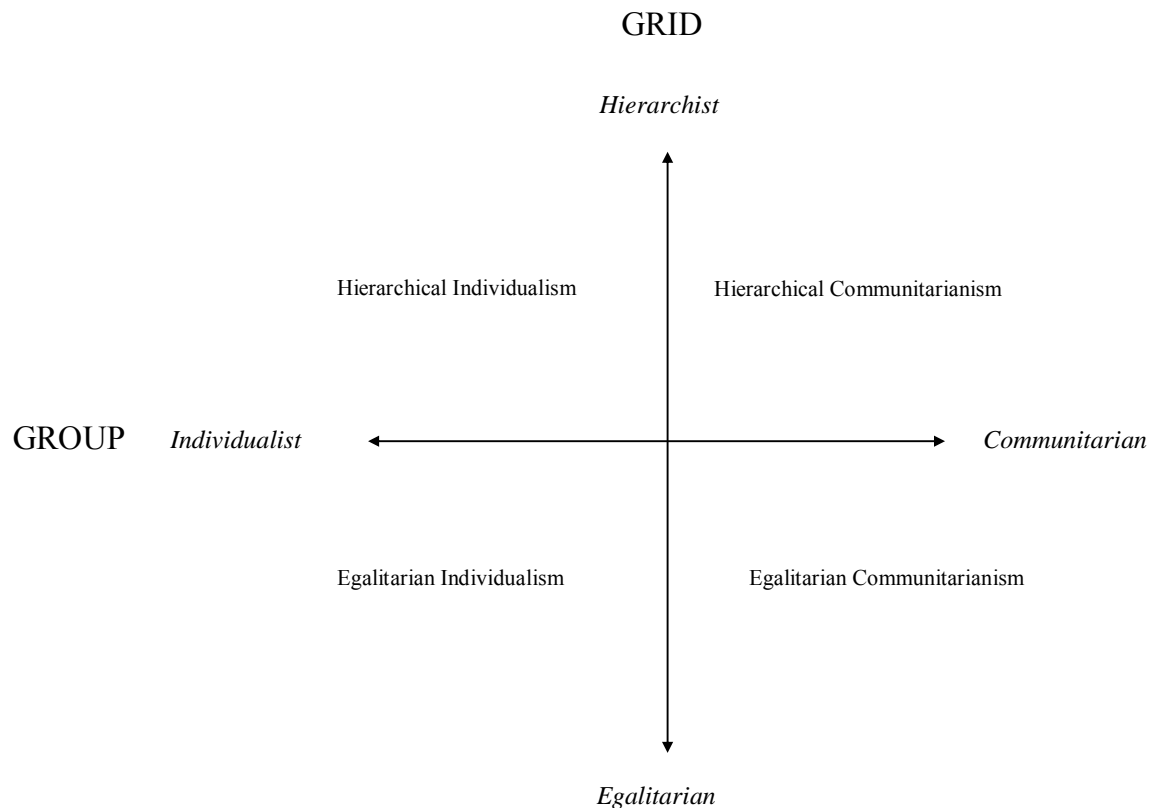 GRID
Hierarchist
Hierarchical Individualism
Hierarchical Communitarianism
GROUP
Individualist
Communitarian
Egalitarian Individualism
Egalitarian Communitarianism
Egalitarian